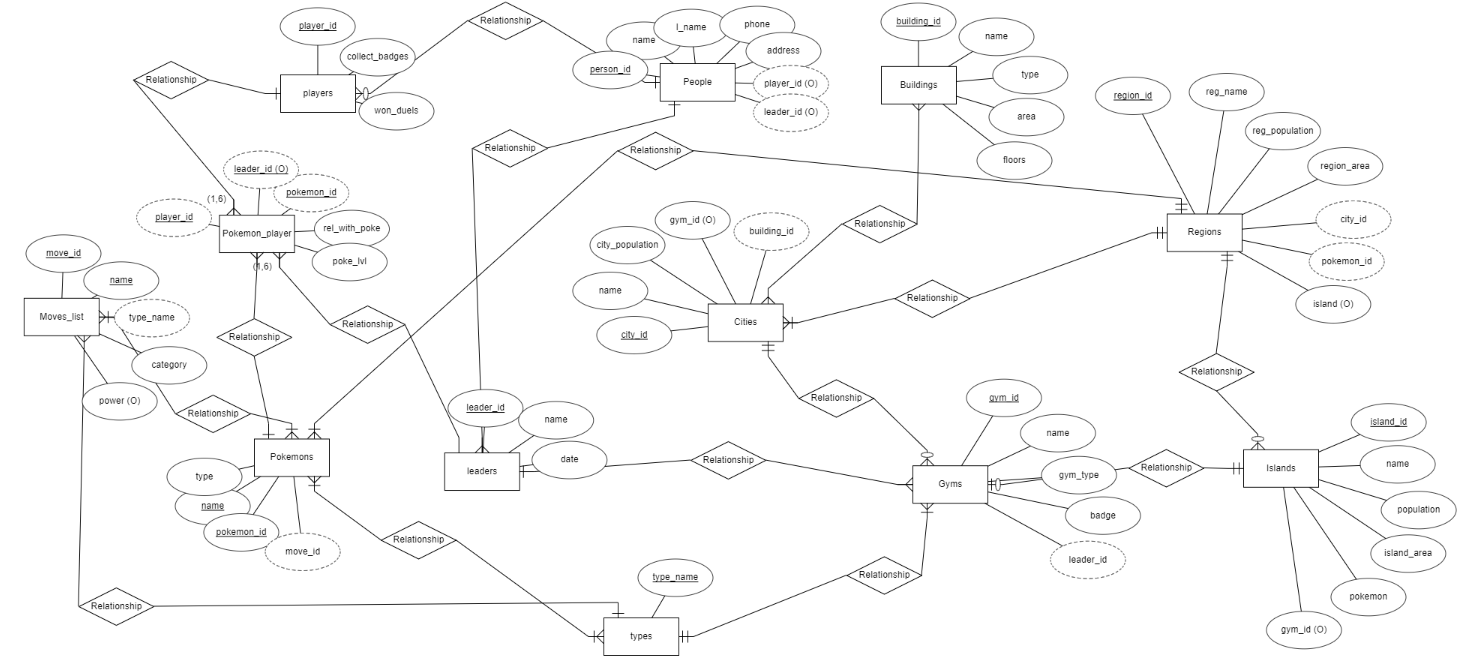 player_id
collect_badges
players
won_duels
Relationship
Relationship
name
l_name
phone
address
person_id
People
player_id (O)
leader_id (O)
building_id
name
Buildings
type
area
floors
region_id
reg_name
reg_population
region_area
Regions
city_id
pokemon_id
island (O)
Relationship
Relationship
Relationship
leader_id (O)
pokemon_id
(1,6)
player_id
Pokemon_player
rel_with_poke
poke_lvl
(1,6)
gym_id (O)
building_id
city_population
name
Cities
city_id
Relationship
move_id
name
Moves_list
type_name
category
power (O)
Relationship
Relationship
Relationship
Relationship
Relationship
Pokemons
type
name
pokemon_id
move_id
leader_id
name
date
leaders
Relationship
gym_id
name
Gyms
gym_type
badge
leader_id
Relationship
island_id
name
Islands
population
island_area
pokemon
gym_id (O)
Relationship
Relationship
Relationship
type_name
types